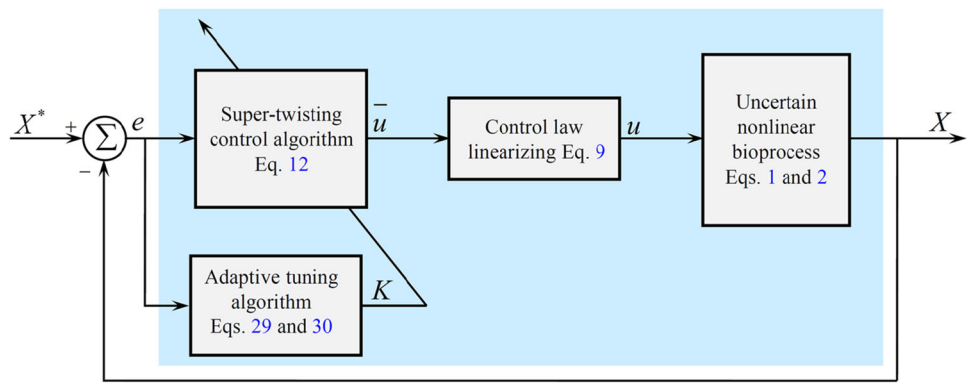 X*
+
Σ
−
e
Super-twisting
control algorithm
Eq. 12
ū
Control law
linearizing Eq. 9
u
Uncertain
nonlinear
bioprocess
Eqs. 1 and 2
X
Adaptive tuning
algorithm
Eqs. 29 and 30
K